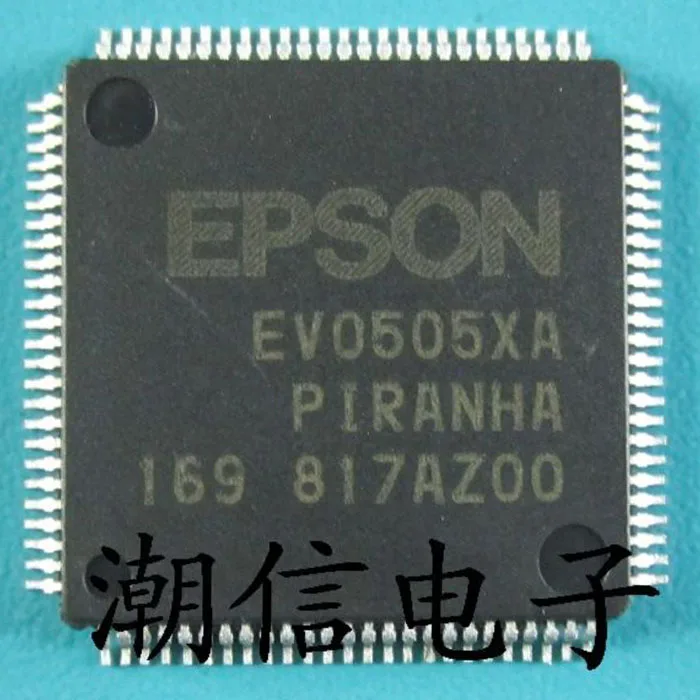 EPSON
EV0505XA
PIRANHA
169 817AZ00
潮信电子